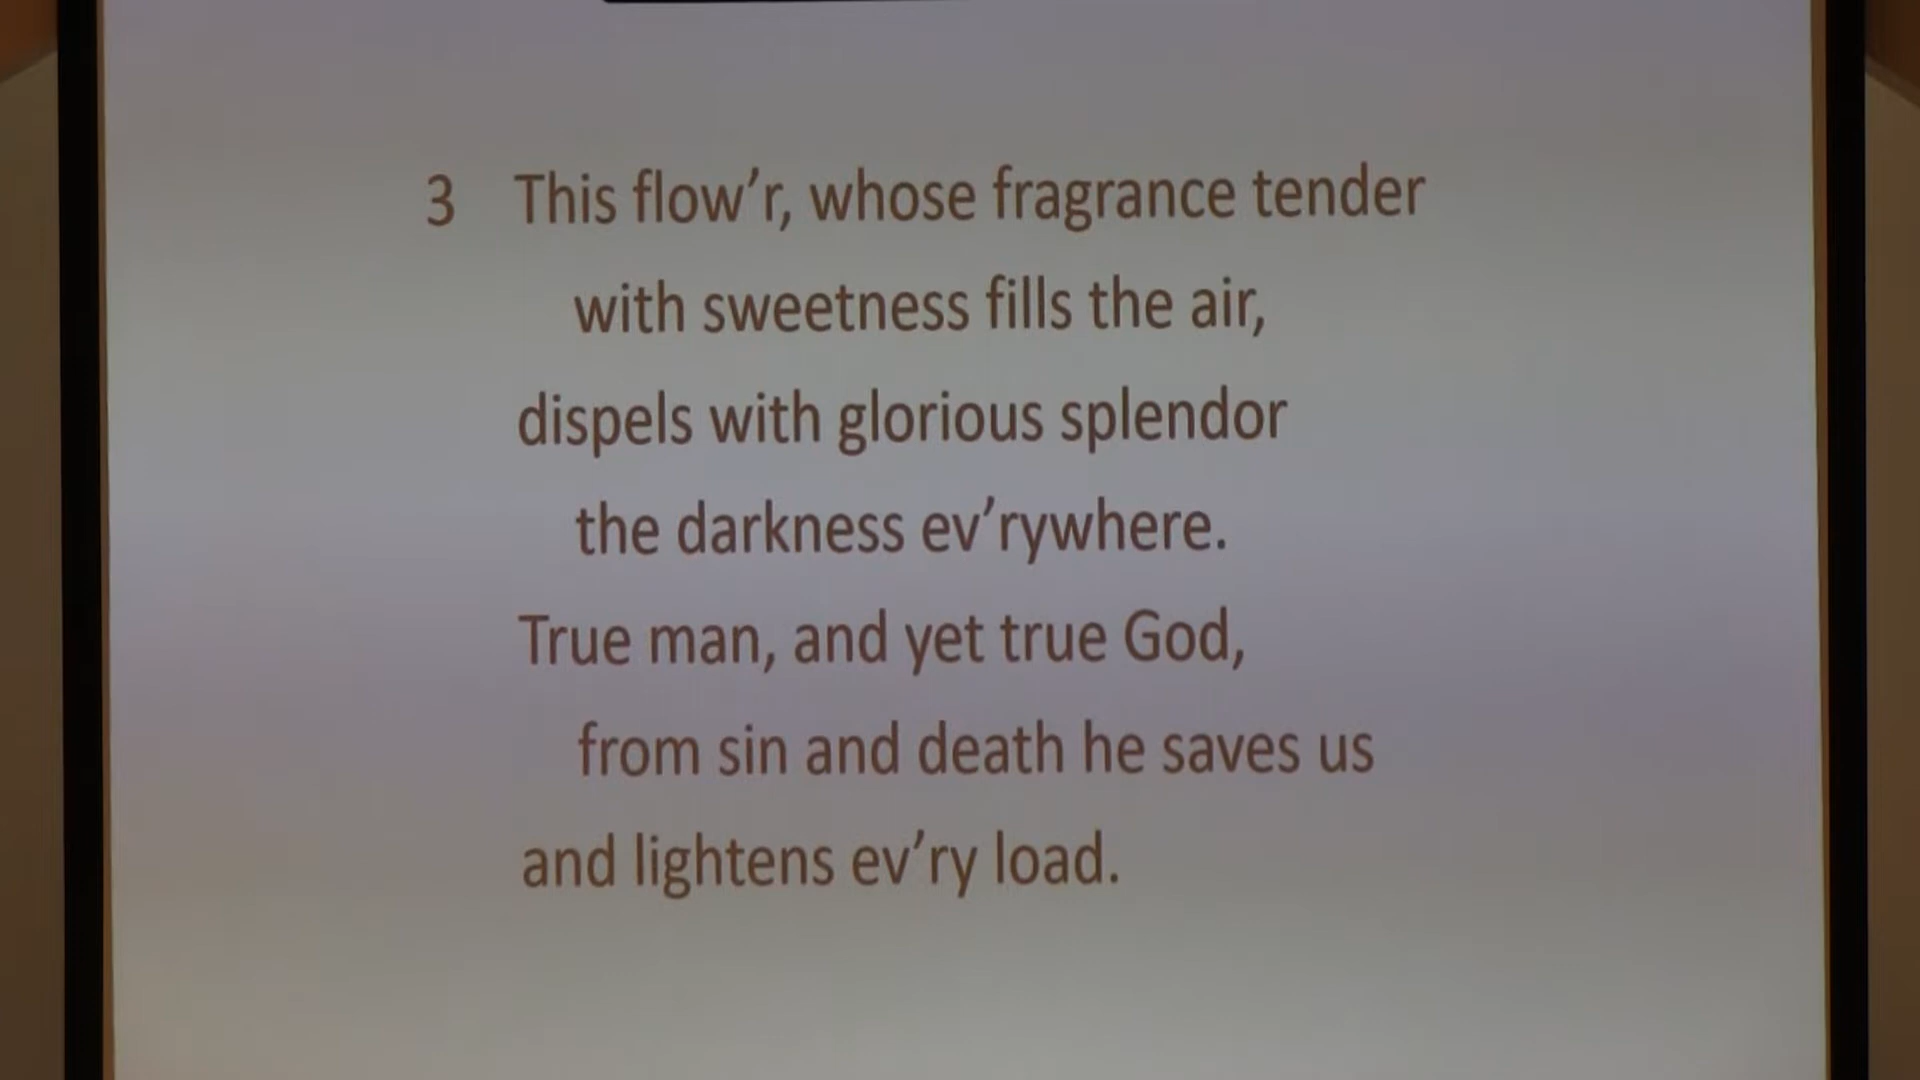 3 This flow’r, whose fragrance tender
with sweetness fills the air,
dispels with glorious splendor
the darkness ev’rywhere.
True man, and yet true God,
from sin and death he saves us
and lightens ev’ry load.